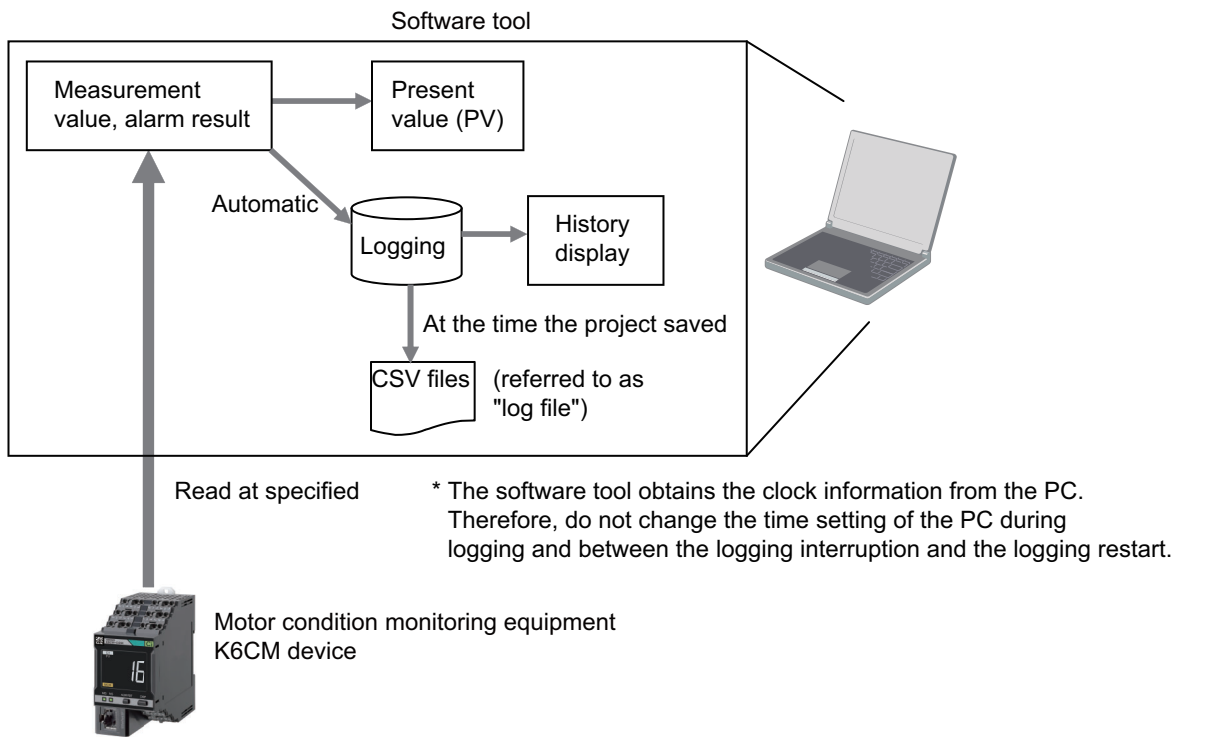 Software tool
Measurement
value, alarm result
Present
value (PV)
Automatic
Logging
History
display
At the time the project saved
CSV files
(referred to as
"log file")
Read at specified
* The software tool obtains the clock information from the PC.
Therefore, do not change the time setting of the PC during
logging and between the logging interruption and the logging restart.
Motor condition monitoring equipment
K6CM device
16